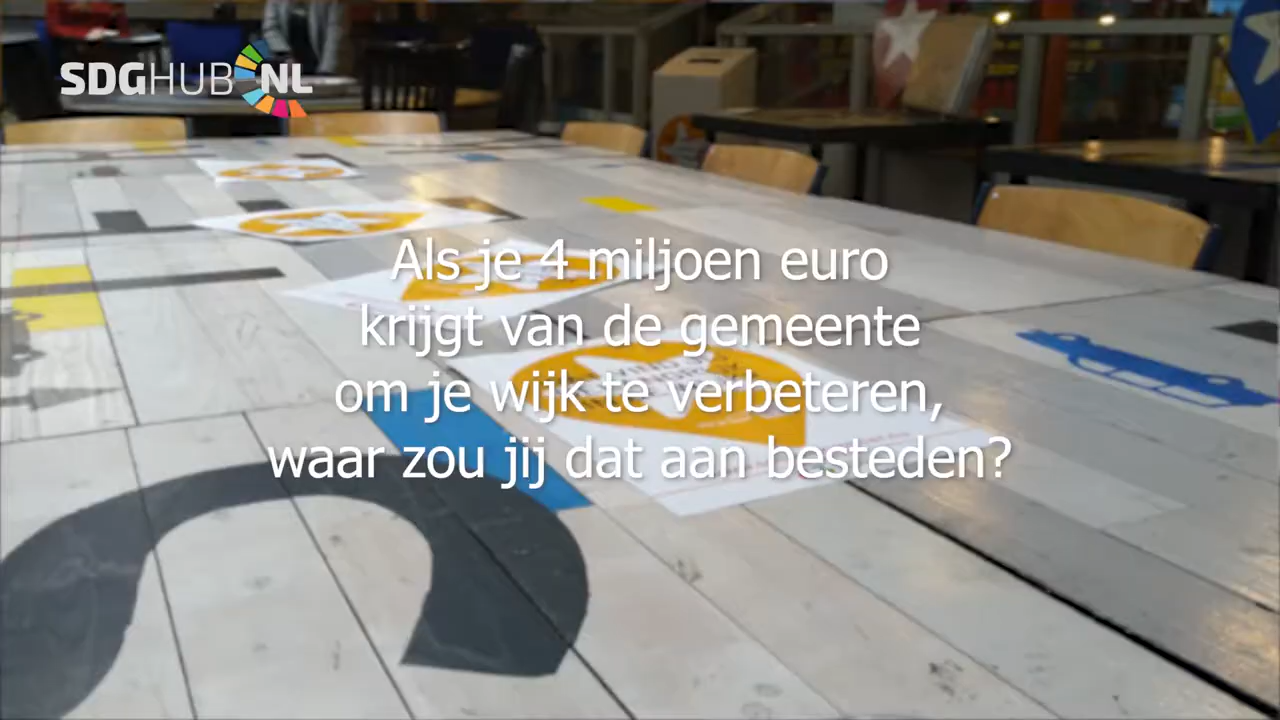 SDGHUB NL
Als je 4 miljoen euro
krijgt van de gemeente
om je wijk te verbeteren,
waar zou jij dat aan besteden?